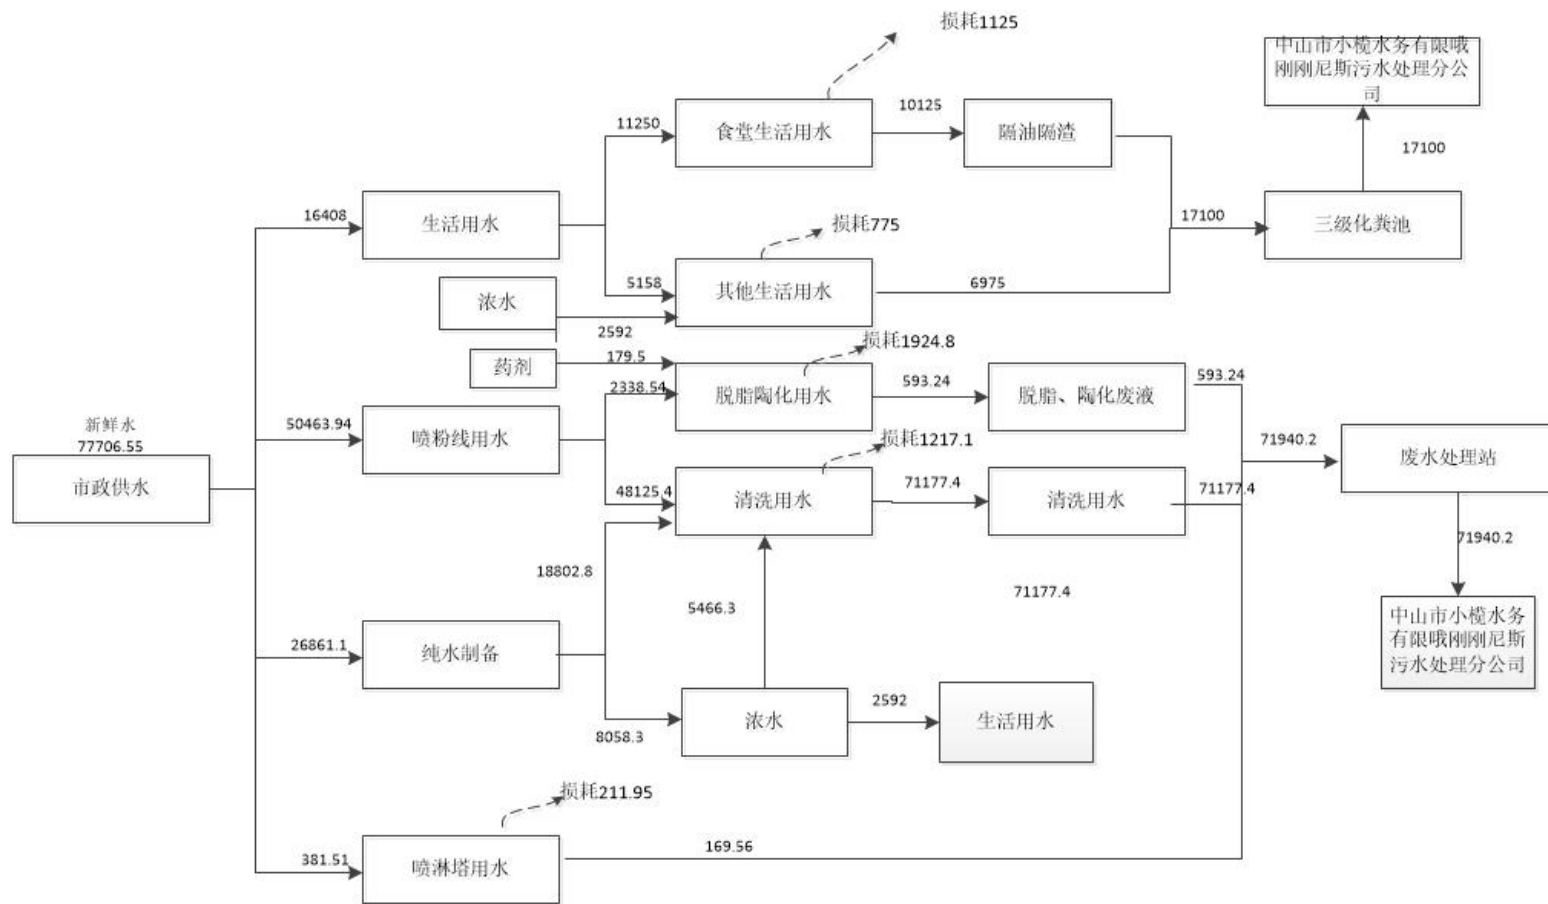 损耗1125
中山市小榄水务有限哦
刚刚尼斯污水处理分公
司
11250
食堂生活用水
10125
隔油隔渣
17100
16408
生活用水
损耗775
17100
三级化粪池
5158
其他生活用水
6975
浓水
2592
损耗1924.8
药剂
179.5
2338.54
脱脂陶化用水
593.24
脱脂、陶化废液
593.24
新鲜水
77706.55
市政供水
50463.94
喷粉线用水
损耗1217.1
71940.2
废水处理站
48125.4
清洗用水
71177.4
清洗用水
71177.4
71940.2
18802.8
5466.3
71177.4
中山市小榄水务
有限哦刚刚尼斯
污水处理分公司
26861.1
纯水制备
8058.3
浓水
2592
生活用水
损耗211.95
381.51
喷淋塔用水
169.56